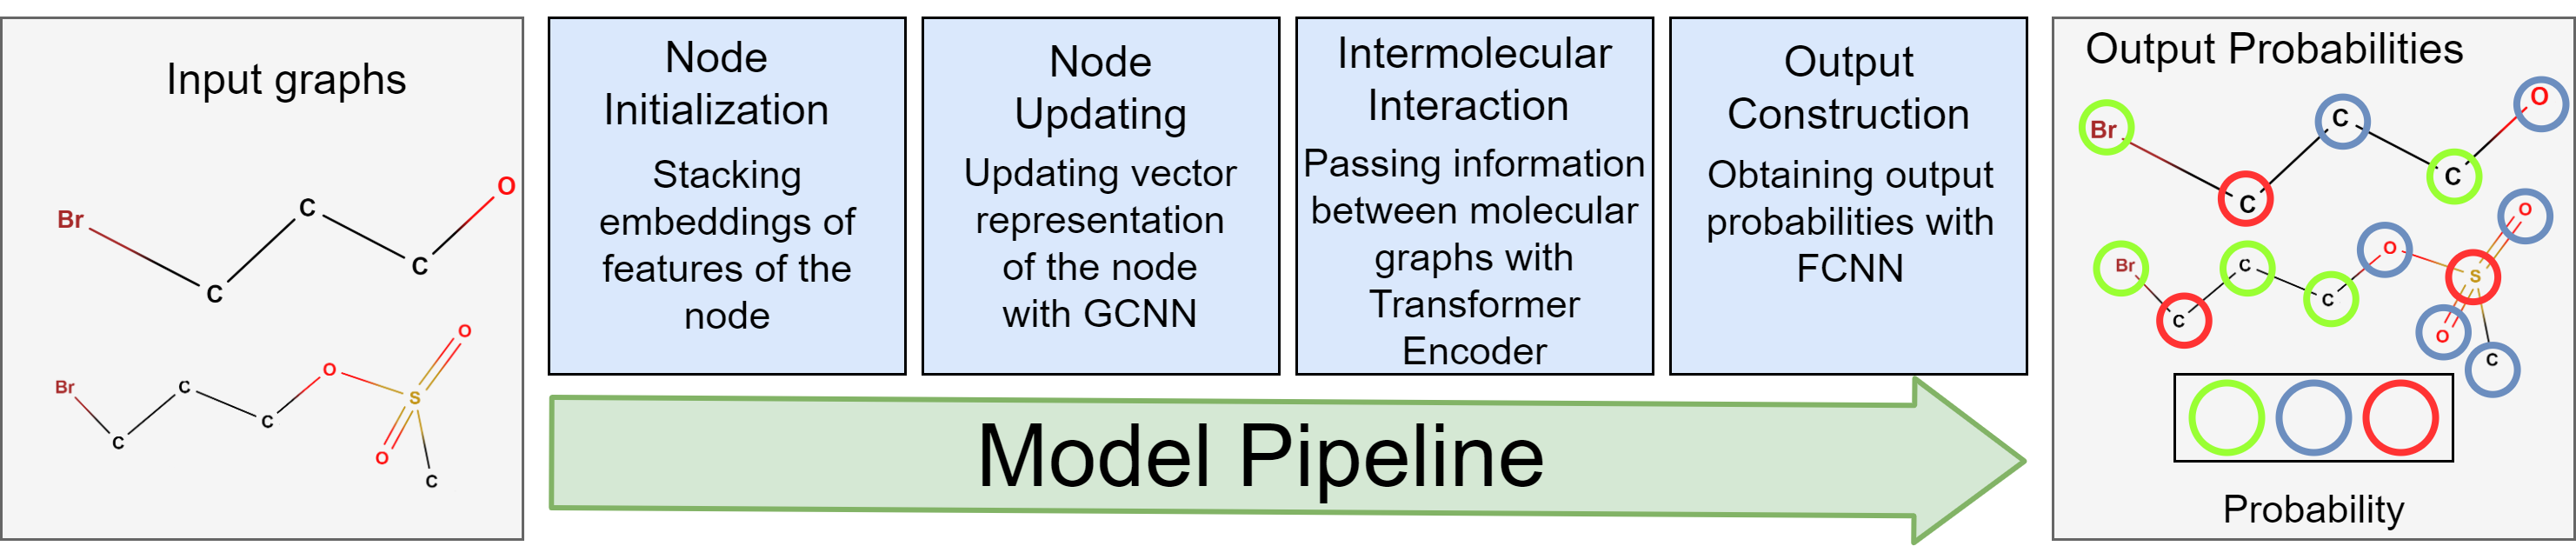 Input graphs
Br
C
C
C
O
Br
C
C
C
O
S
O
O
C
Node
Initialization
Stacking
embeddings of
features of the
node
Node
Updating
Updating vector
representation
of the node
with GCNN
Intermolecular
Interaction
Passing information
between molecular
graphs with
Transformer
Encoder
Output
Construction
Obtaining output
probabilities with
FCNN
Model Pipeline
Output Probabilities
Br
C
C
C
O
Br
C
C
C
O
S
O
O
C
Probability